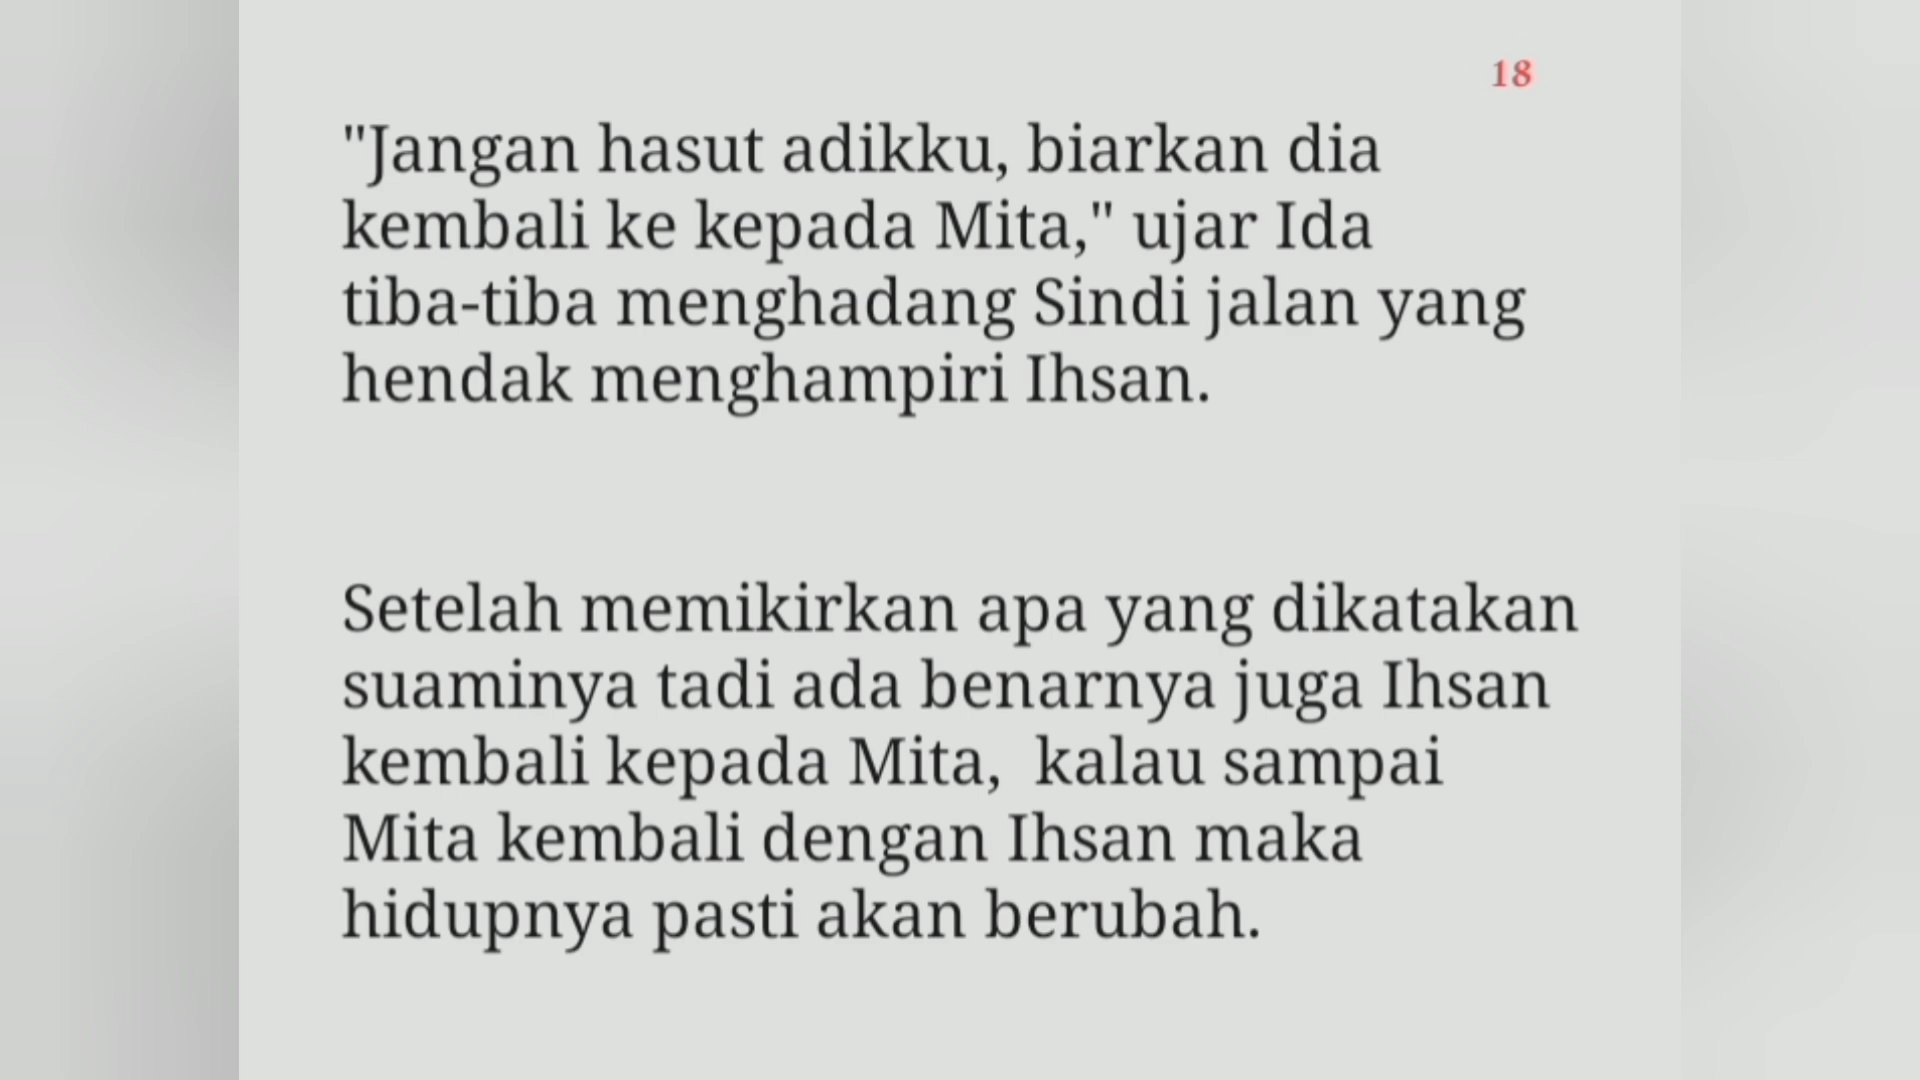 18
"Jangan hasut adikku, biarkan dia
kembali ke kepada Mita," ujar Ida
tiba-tiba menghadang Sindi jalan yang
hendak menghampiri Ihsan.
Setelah memikirkan apa yang dikatakan
suaminya tadi ada benarnya juga Ihsan
kembali kepada Mita,  kalau sampai
Mita kembali dengan Ihsan maka
hidupnya pasti akan berubah.